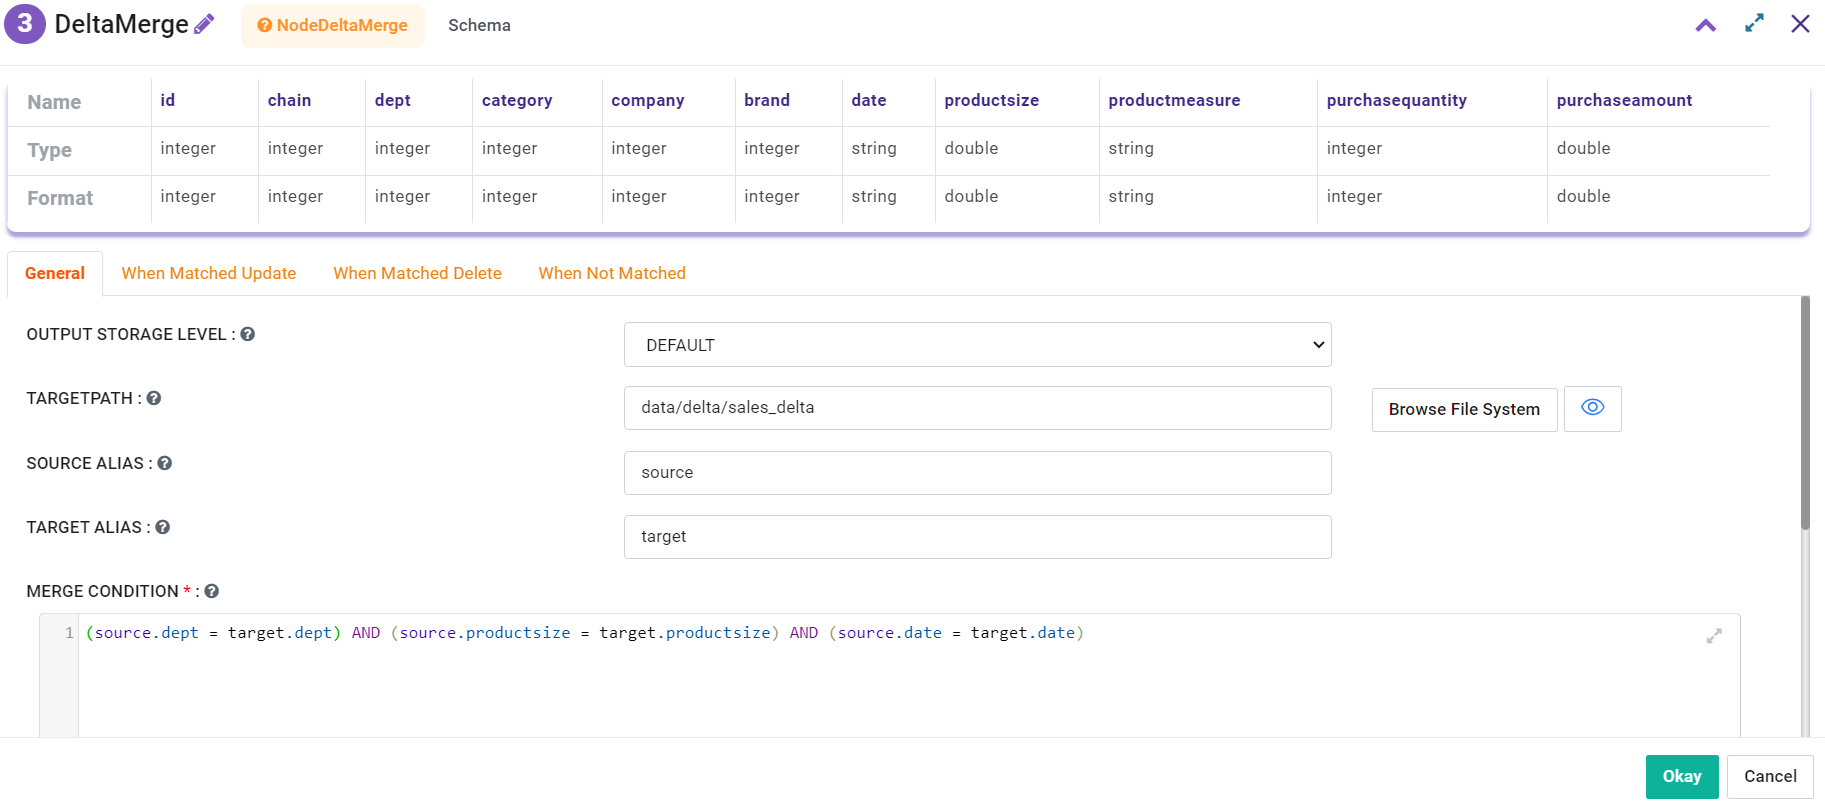 3 DeltaMerge NodeDeltaMerge Schema
Name id chain dept category company brand date productsize productmeasure purchasequantity purchaseamount
Type integer integer integer integer integer integer string double string integer double
Format integer integer integer integer integer integer string double string integer double
General When Matched Update When Matched Delete When Not Matched
OUTPUT STORAGE LEVEL : DEFAULT
TARGETPATH : data/delta/sales_delta Browse File System
SOURCE ALIAS : source
TARGET ALIAS : target
MERGE CONDITION * :
1 (source.dept = target.dept) AND (source.productsize = target.productsize) AND (source.date = target.date)
Okay Cancel